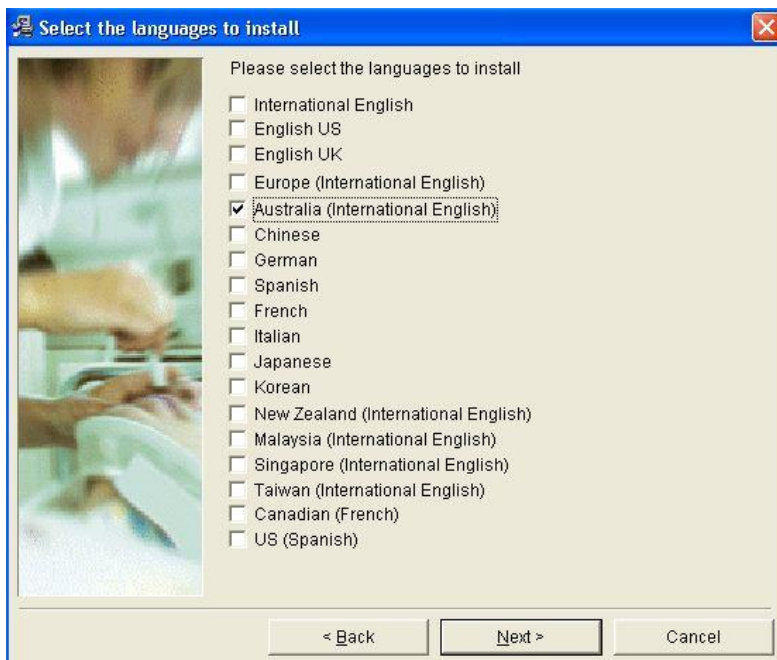 Select the languages to install
Please select the languages to install
International English
English US
English UK
Europe (International English)
Australia (International English)
Chinese
German
Spanish
French
Italian
Japanese
Korean
New Zealand (International English)
Malaysia (International English)
Singapore (International English)
Taiwan (International English)
Canadian (French)
US (Spanish)
< Back Next > Cancel